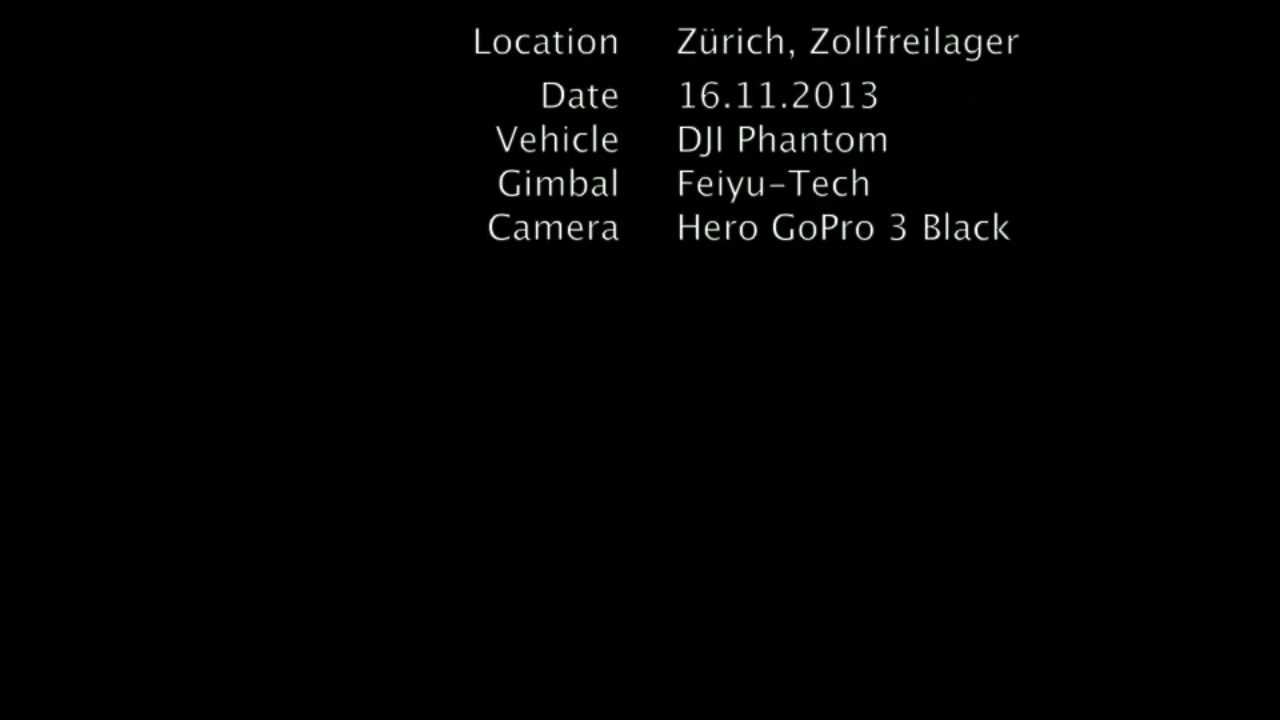 Location Zürich, Zollfreilager
Date 16.11.2013
Vehicle DJI Phantom
Gimbal Feiyu-Tech
Camera Hero GoPro 3 Black